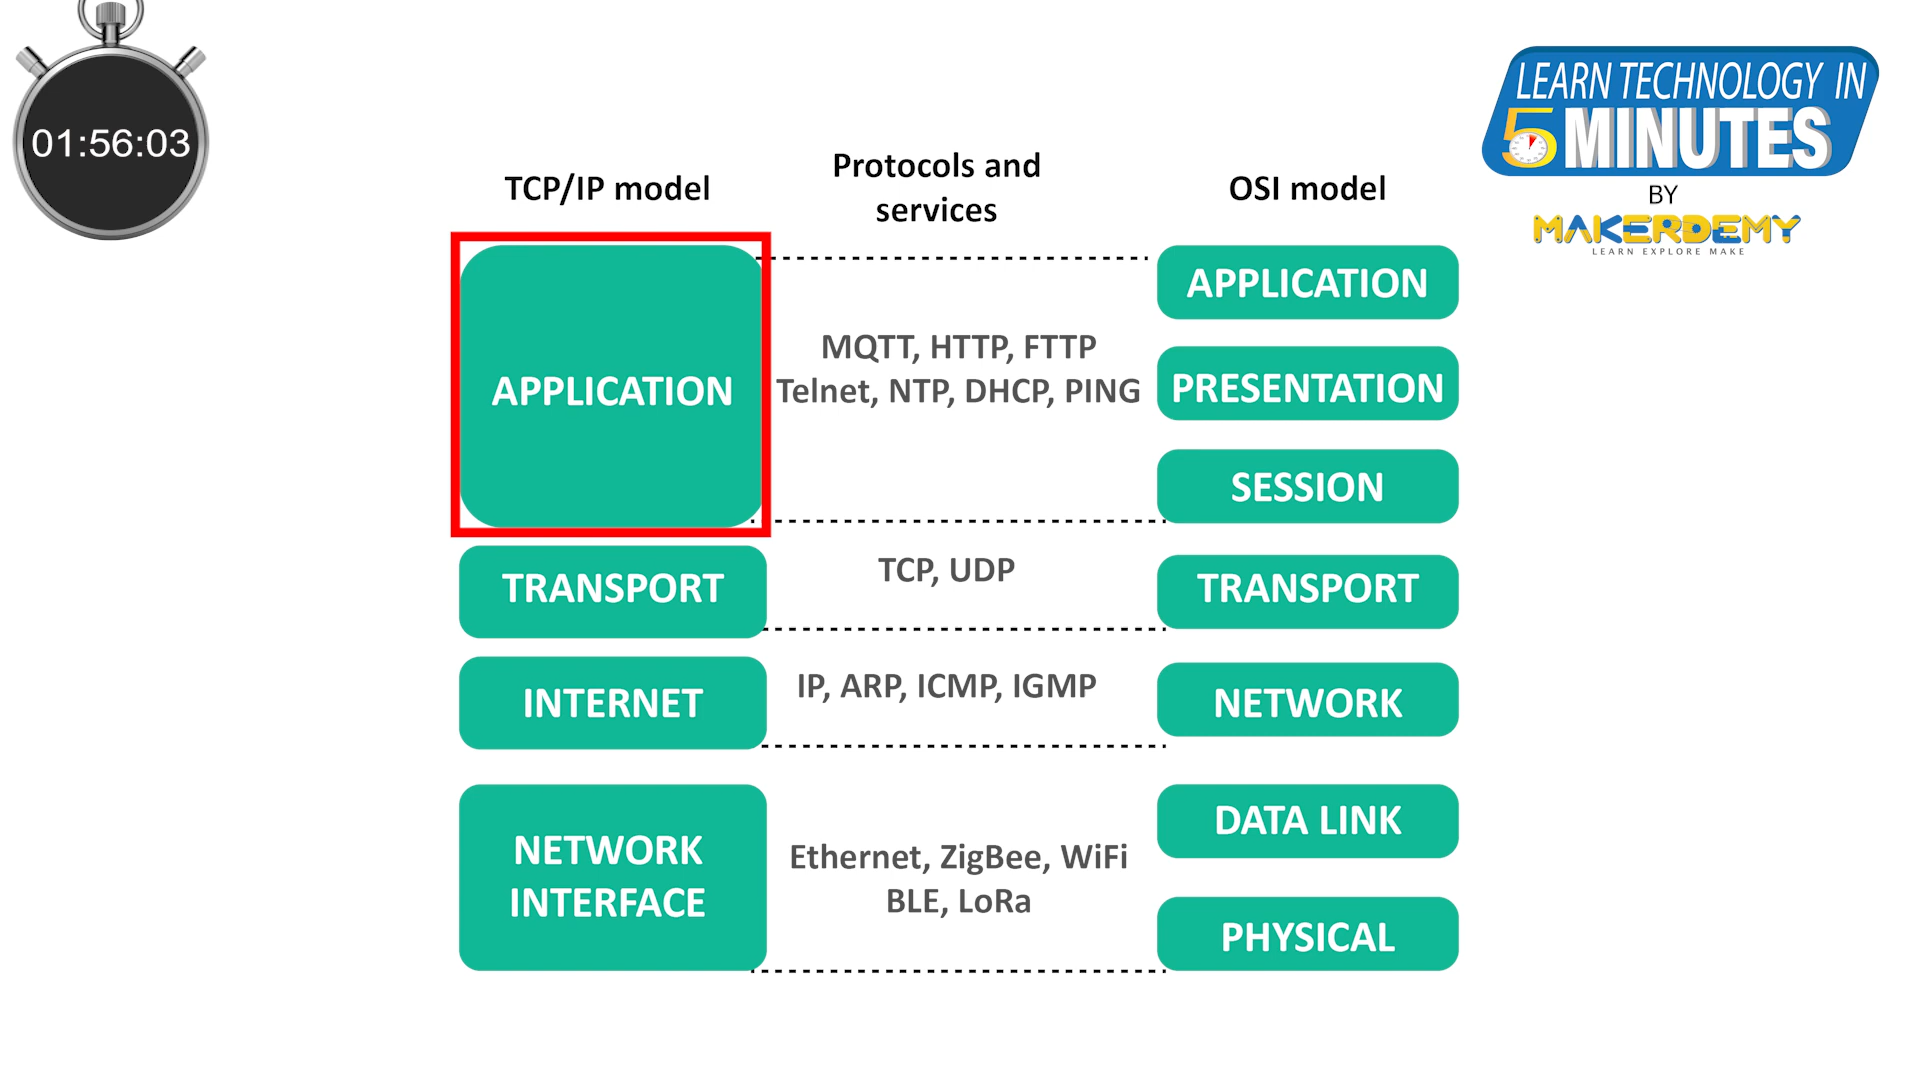 01:56:03
LEARN TECHNOLOGY IN
5 MINUTES
BY
MAKERDEMY
LEARN EXPLORE MAKE
TCP/IP model
Protocols and
services
OSI model
APPLICATION
MQTT, HTTP, FTTP
Telnet, NTP, DHCP, PING
APPLICATION
PRESENTATION
SESSION
TRANSPORT
TCP, UDP
TRANSPORT
INTERNET
IP, ARP, ICMP, IGMP
NETWORK
NETWORK
INTERFACE
Ethernet, ZigBee, WiFi
BLE, LoRa
DATA LINK
PHYSICAL